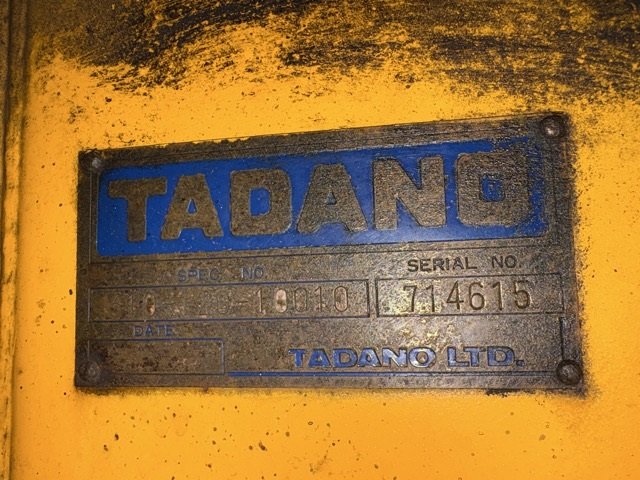 TADANO
SPEC. NO.
SERIAL NO.
714615
DATE
TADANO LTD.